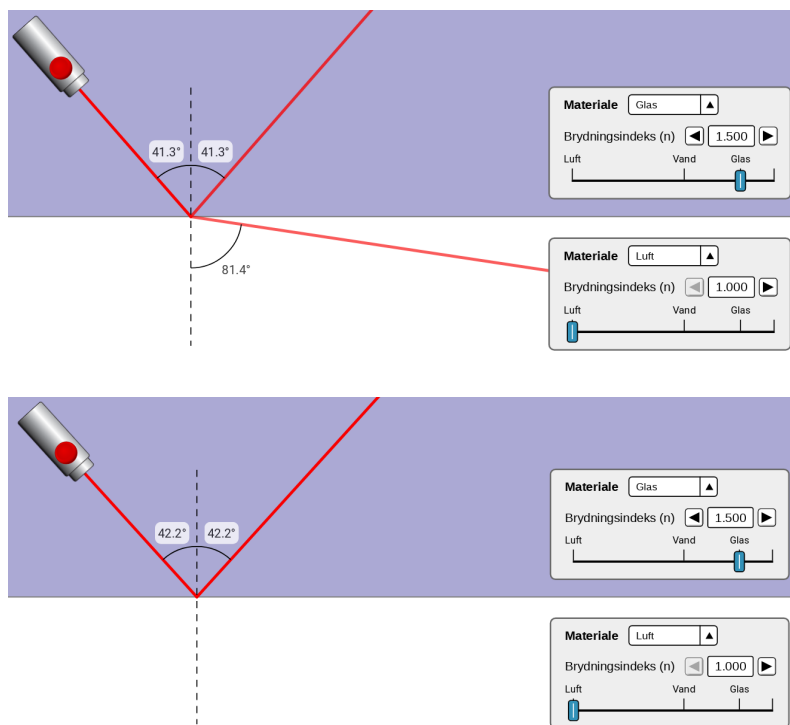 Materiale Glas
Brydningsindeks (n) 1.500
Luft Vand Glas
41.3° 41.3°
Materiale Luft
81.4°
Brydningsindeks (n) 1.000
Luft Vand Glas
Materiale Glas
Brydningsindeks (n) 1.500
42.2° 42.2°
Luft Vand Glas
Materiale Luft
Brydningsindeks (n) 1.000
Luft Vand Glas